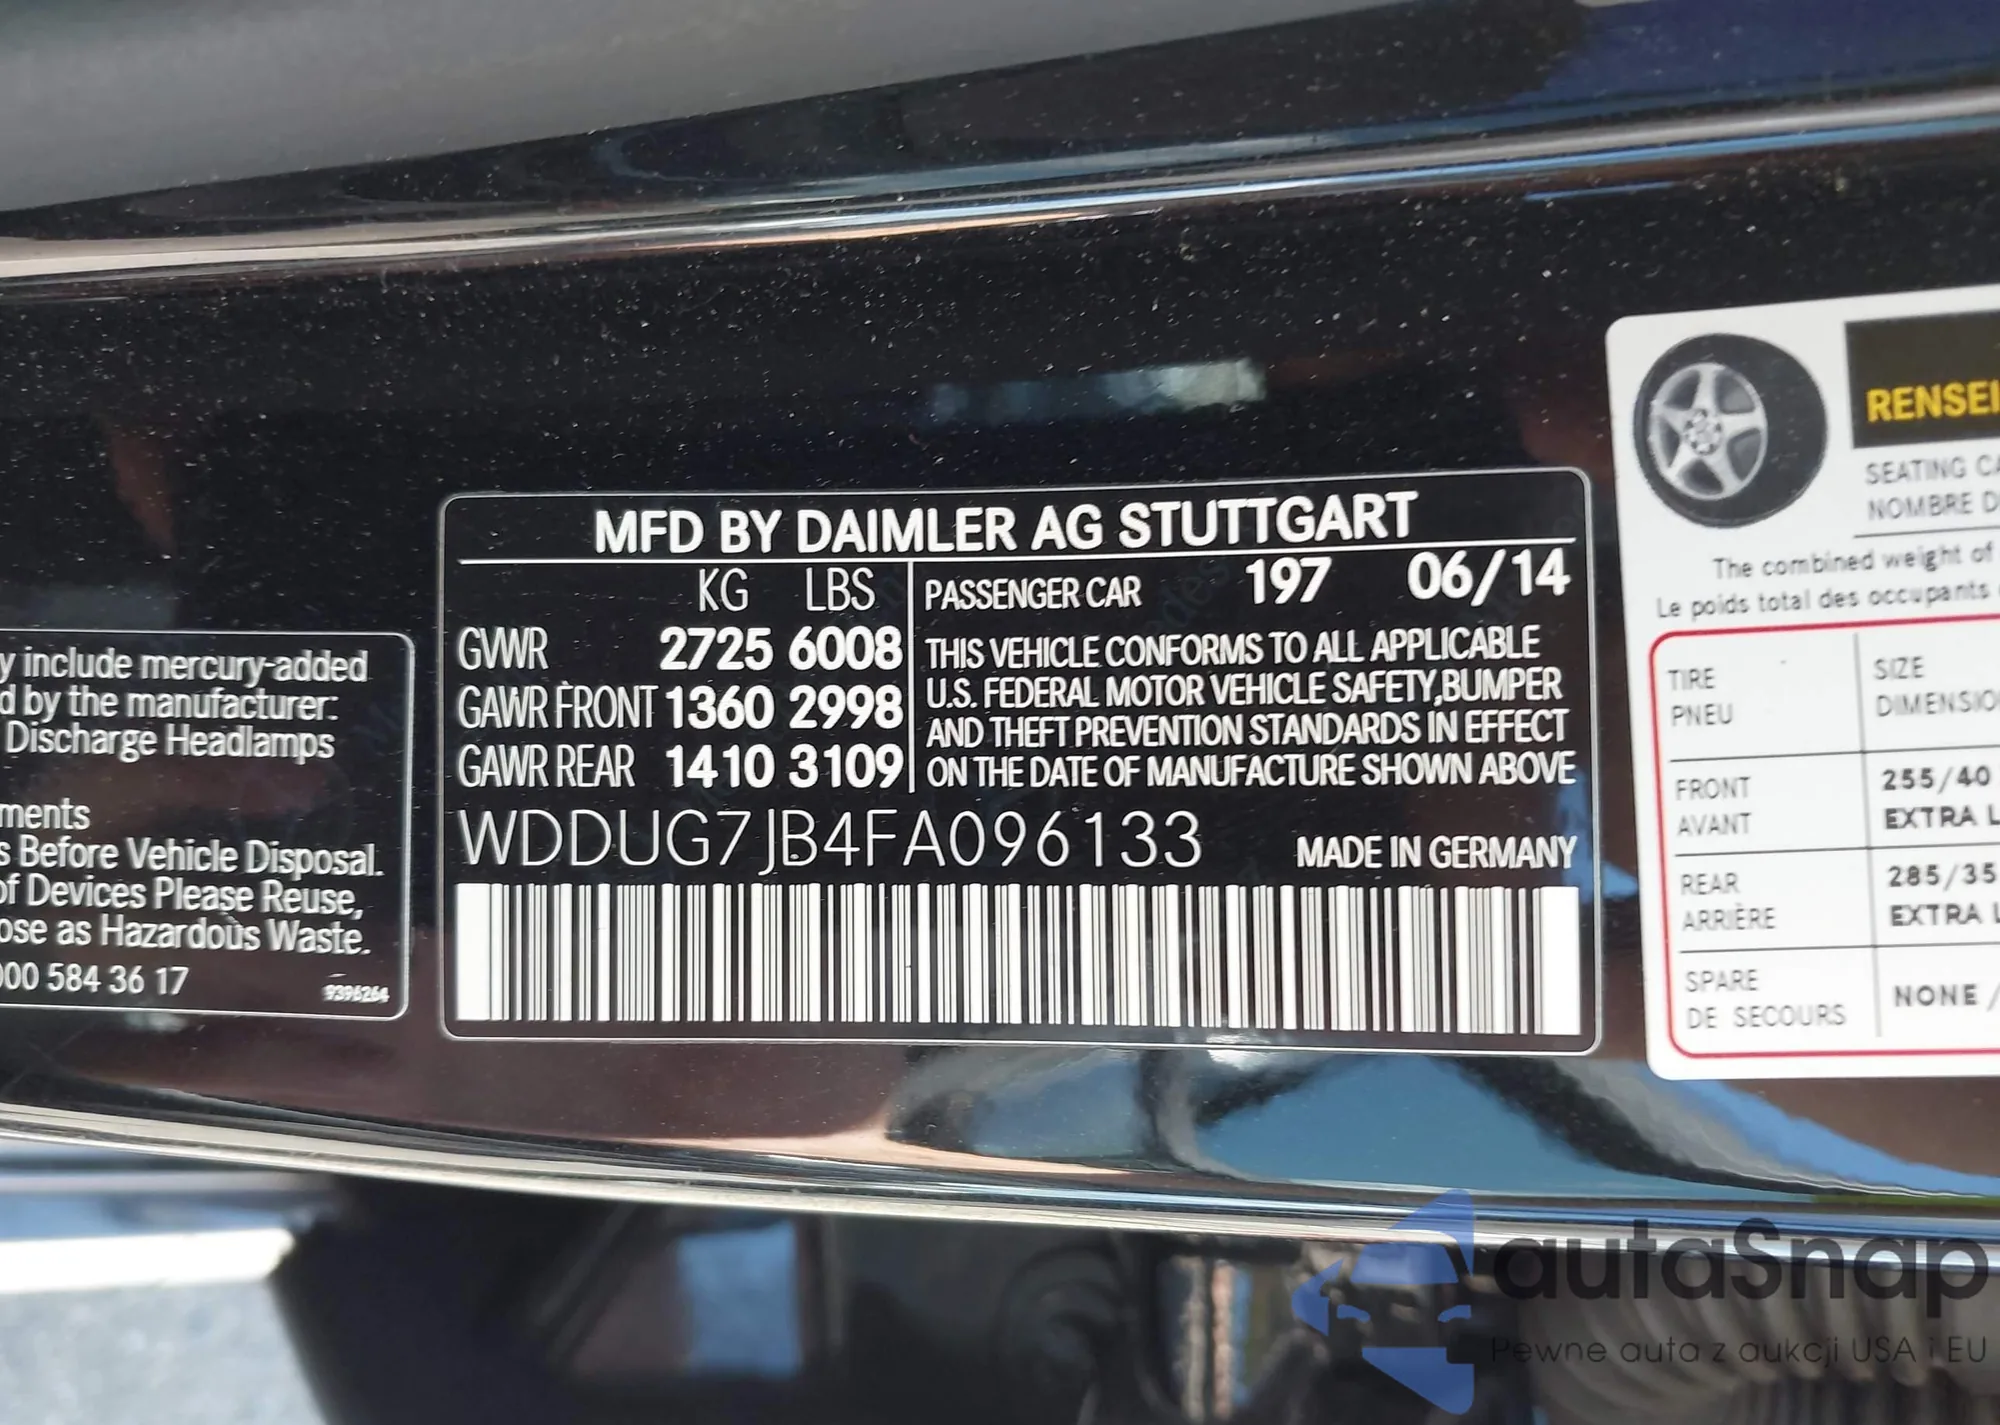 y include mercury-added
d by the manufacturer:
Discharge Headlamps
ments
s Before Vehicle Disposal.
of Devices Please Reuse,
ose as Hazardous Waste.
000 584 36 17
9396264
MFD BY DAIMLER AG STUTTGART
KG LBS
GVWR 2725 6008
GAWR FRONT 1360 2998
GAWR REAR 1410 3109
PASSENGER CAR 197 06/14
THIS VEHICLE CONFORMS TO ALL APPLICABLE
U.S. FEDERAL MOTOR VEHICLE SAFETY,BUMPER
AND THEFT PREVENTION STANDARDS IN EFFECT
ON THE DATE OF MANUFACTURE SHOWN ABOVE
WDDUG7JB4FA096133 MADE IN GERMANY
RENSEI
SEATING CA
NOMBRE D
The combined weight of
Le poids total des occupants
TIRE SIZE
PNEU DIMENSIO
FRONT 255/40
AVANT EXTRA L
REAR 285/35
ARRIÈRE EXTRA L
SPARE NONE /
DE SECOURS
autaSnap
Pewne auta z aukcji USA i EU